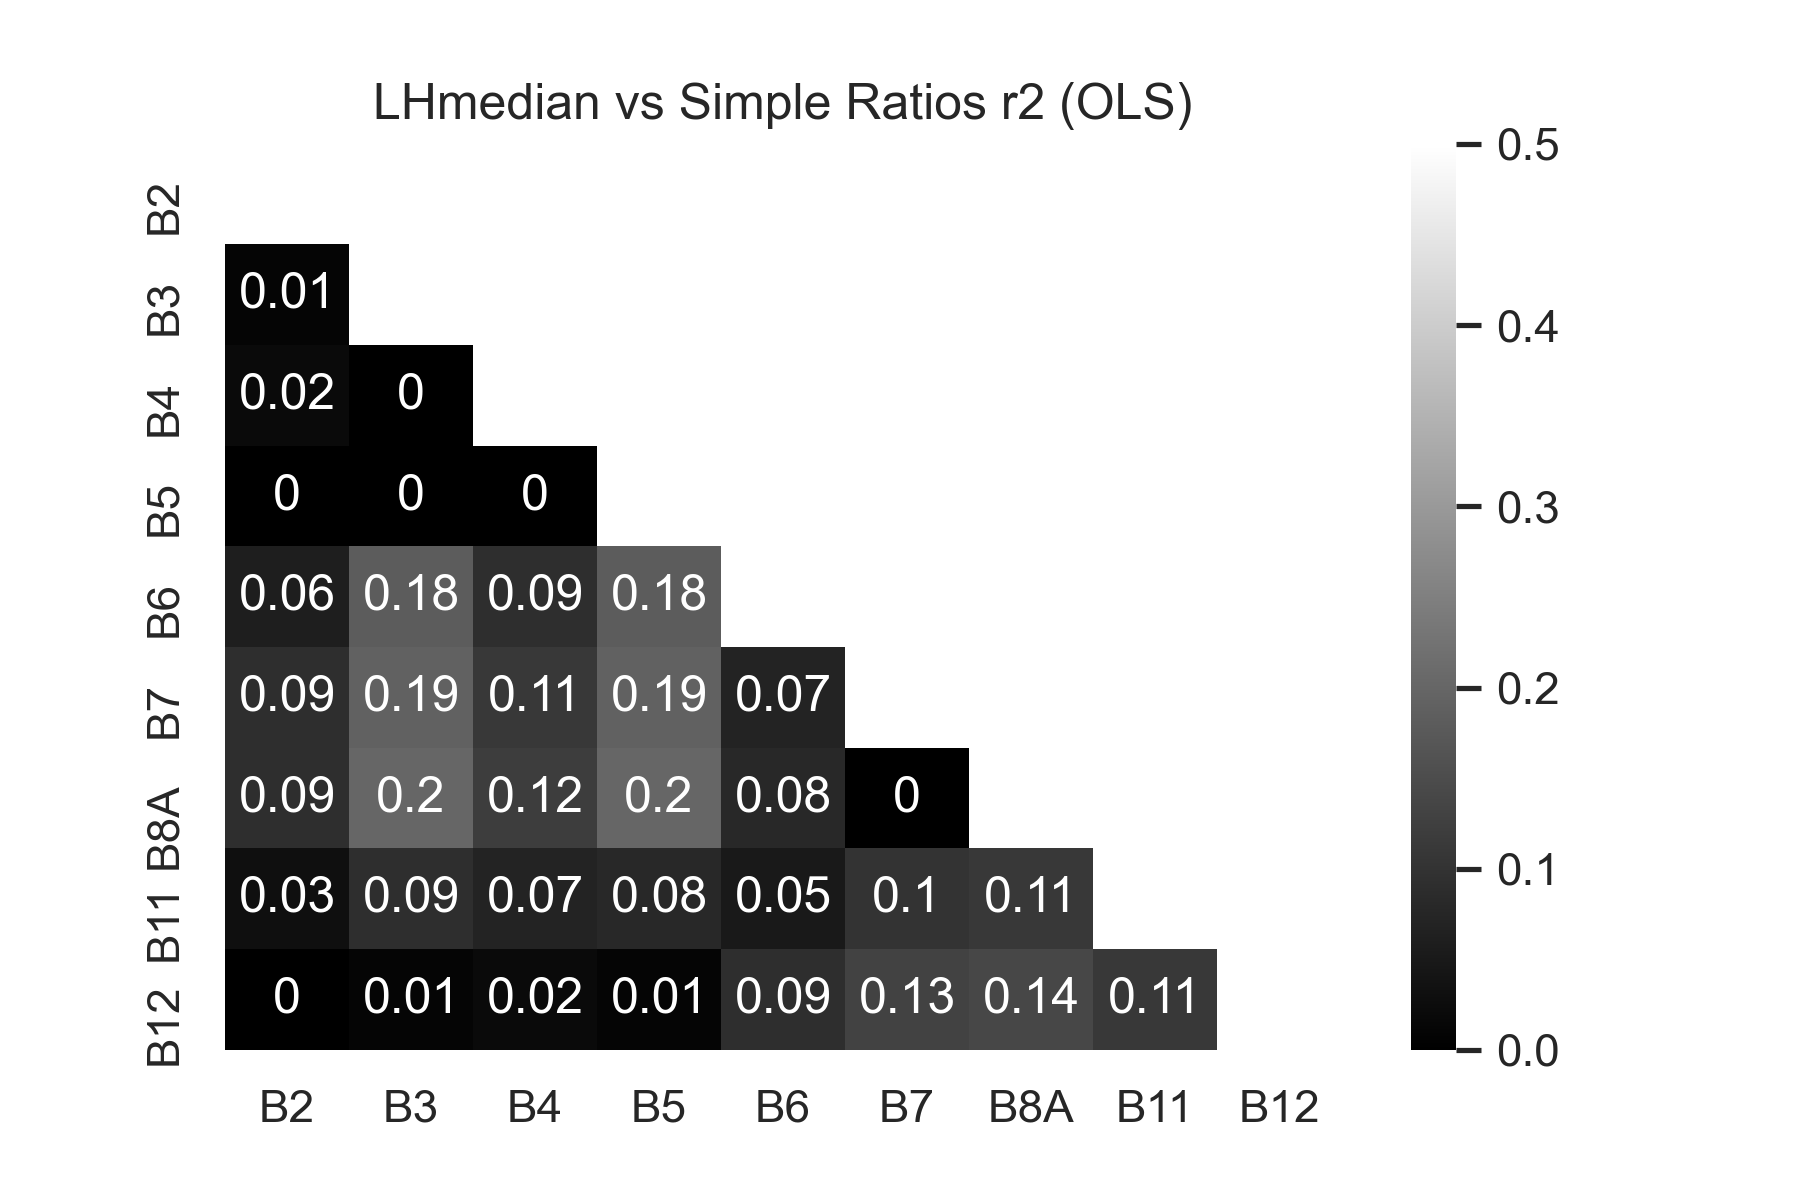 LHmedian vs Simple Ratios r2 (OLS)
B2
B3 0.01
B4 0.02 0
B5 0 0 0
B6 0.06 0.18 0.09 0.18
B7 0.09 0.19 0.11 0.19 0.07
B8A 0.09 0.2 0.12 0.2 0.08 0
B11 0.03 0.09 0.07 0.08 0.05 0.1 0.11
B12 0 0.01 0.02 0.01 0.09 0.13 0.14 0.11
B2 B3 B4 B5 B6 B7 B8A B11 B12
0.5
0.4
0.3
0.2
0.1
0.0